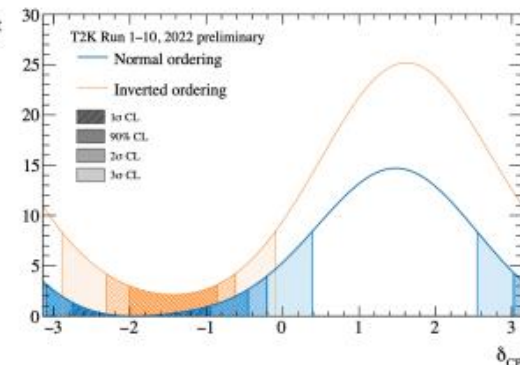 30
25
20
15
10
5
0
T2K Run 1–10, 2022 preliminary
Normal ordering
Inverted ordering
1σ CL
90% CL
2σ CL
3σ CL
−3 −2 −1 0 1 2 3
δCP